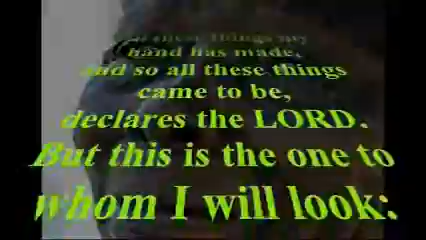 these things my
hand has made,
and so all these things
came to be,
declares the LORD.
But this is the one to
whom I will look: